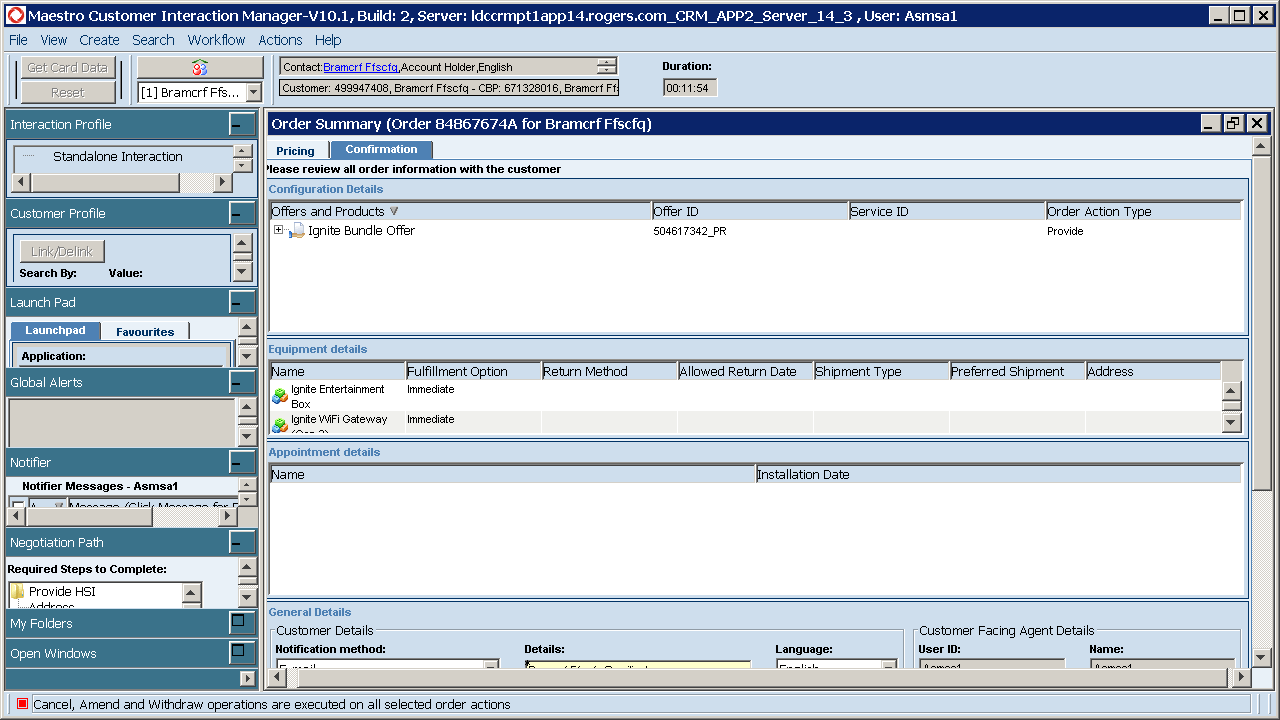 Maestro Customer Interaction Manager-V10.1, Build: 2, Server: ldccrmpt1app14.rogers.com_CRM_APP2_Server_14_3 , User: Asmsa1
File View Create Search Workflow Actions Help
Get Card Data
Reset
[1] Bramcrf Ffs...
Contact:Bramcrf Ffscfq,Account Holder,English
Customer: 499947408, Bramcrf Ffscfq - CBP: 671328016, Bramcrf Ff
Duration:
00:11:54
Interaction Profile
Standalone Interaction
Customer Profile
Link/Delink
Search By: Value:
Launch Pad
Launchpad Favourites
Application:
Global Alerts
Notifier
Notifier Messages - Asmsa1
Message (Click Message for
Negotiation Path
Required Steps to Complete:
Provide HSI
Address
My Folders
Open Windows
Order Summary (Order 84867674A for Bramcrf Ffscfq)
Pricing Confirmation
Please review all order information with the customer
Configuration Details
Offers and Products Offer ID Service ID Order Action Type
Ignite Bundle Offer 504617342_PR Provide
Equipment details
Name Fulfillment Option Return Method Allowed Return Date Shipment Type Preferred Shipment Address
Ignite Entertainment Box Immediate
Ignite WiFi Gateway Immediate
Appointment details
Name Installation Date
General Details
Customer Details
Notification method: Details: Language:
E-mail English
Customer Facing Agent Details
User ID: Name:
Asmsa1 Asmsa1
Cancel, Amend and Withdraw operations are executed on all selected order actions